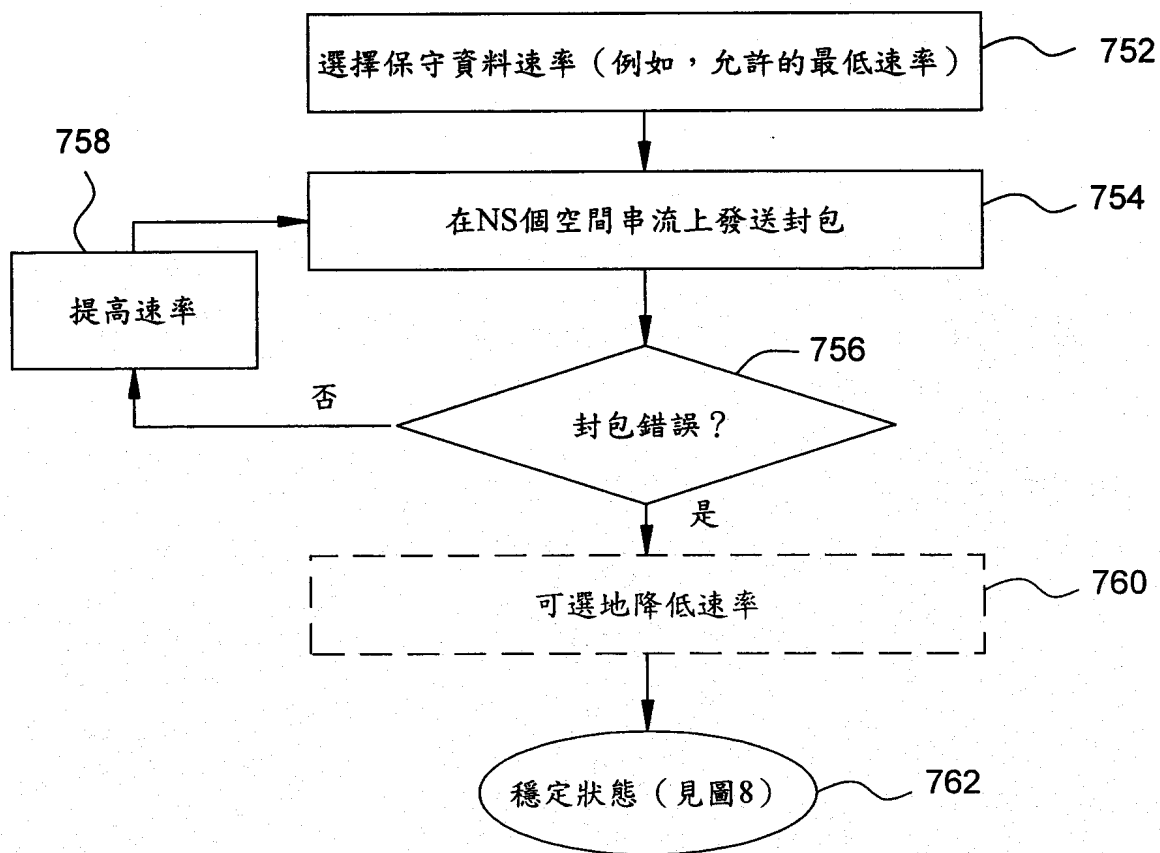 選擇保守資料速率（例如，允許的最低速率）
752
758
在NS個空間串流上發送封包
754
提高速率
756
否
封包錯誤？
是
可選地降低速率
760
穩定狀態（見圖8）
762